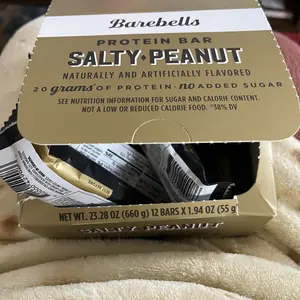 Barebells
PROTEIN BAR
SALTY PEANUT
NATURALLY AND ARTIFICIALLY FLAVORED
20 grams OF PROTEIN · no ADDED SUGAR
SEE NUTRITION INFORMATION FOR SUGAR AND CALORIE CONTENT.
NOT A LOW OR REDUCED CALORIE FOOD. *38% DV
NET WT. 23.28 OZ (660 g) 12 BARS X 1.94 OZ (55 g)
SALTY PEANUT